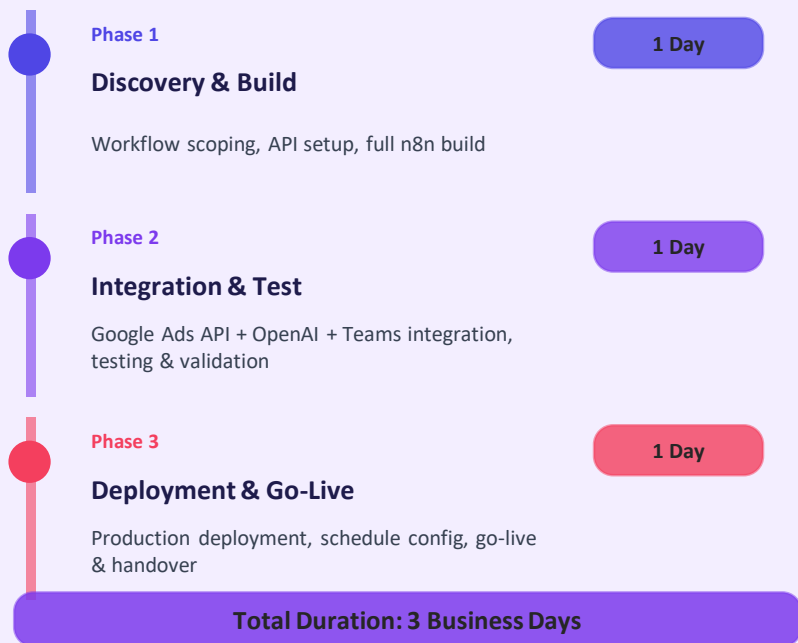 Phase 1
1 Day
Discovery & Build
Workflow scoping, API setup, full n8n build
Phase 2
1 Day
Integration & Test
Google Ads API + OpenAI + Teams integration,
testing & validation
Phase 3
1 Day
Deployment & Go-Live
Production deployment, schedule config, go-live
& handover
Total Duration: 3 Business Days